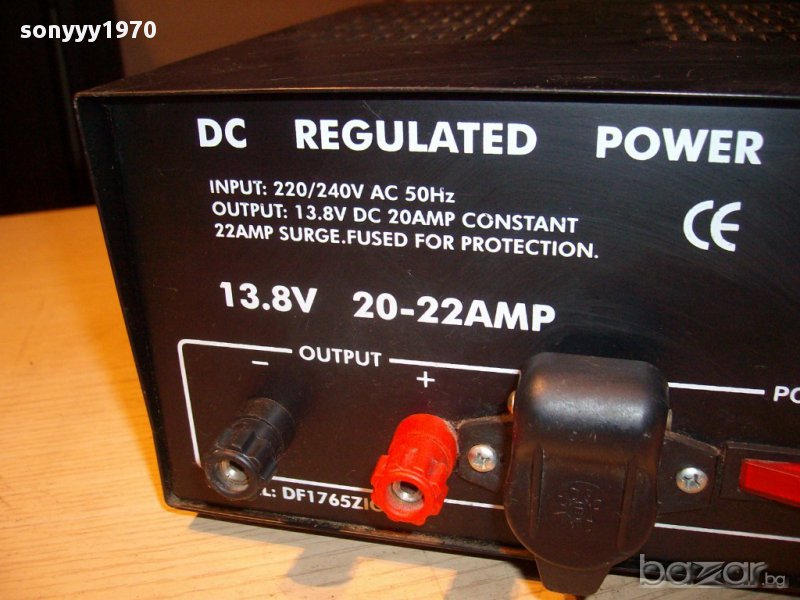 sonyyy1970
DC REGULATED POWER
INPUT: 220/240V AC 50Hz
OUTPUT: 13.8V DC 20AMP CONSTANT
22AMP SURGE.FUSED FOR PROTECTION.
CE
13.8V 20-22AMP
OUTPUT
- +
bazar.bg